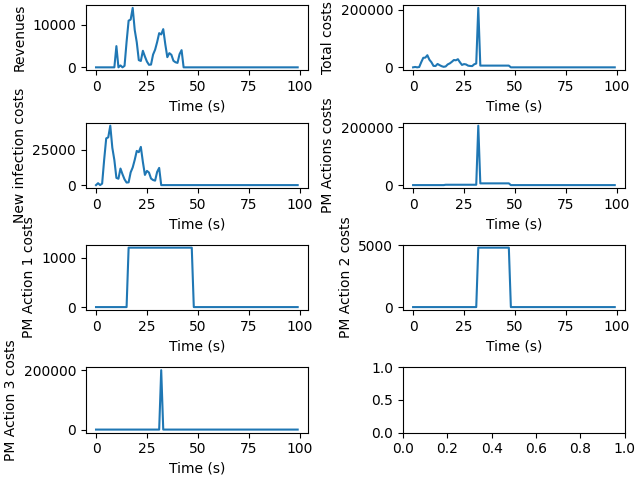 Revenues
10000
0
0 25 50 75 100
Time (s)
Total costs
200000
0
0 25 50 75 100
Time (s)
New infection costs
25000
0
0 25 50 75 100
Time (s)
PM Actions costs
200000
0
0 25 50 75 100
Time (s)
PM Action 1 costs
1000
0
0 25 50 75 100
Time (s)
PM Action 2 costs
5000
0
0 25 50 75 100
Time (s)
PM Action 3 costs
200000
0
0 25 50 75 100
Time (s)
1.0
0.5
0.0
0.0 0.2 0.4 0.6 0.8 1.0